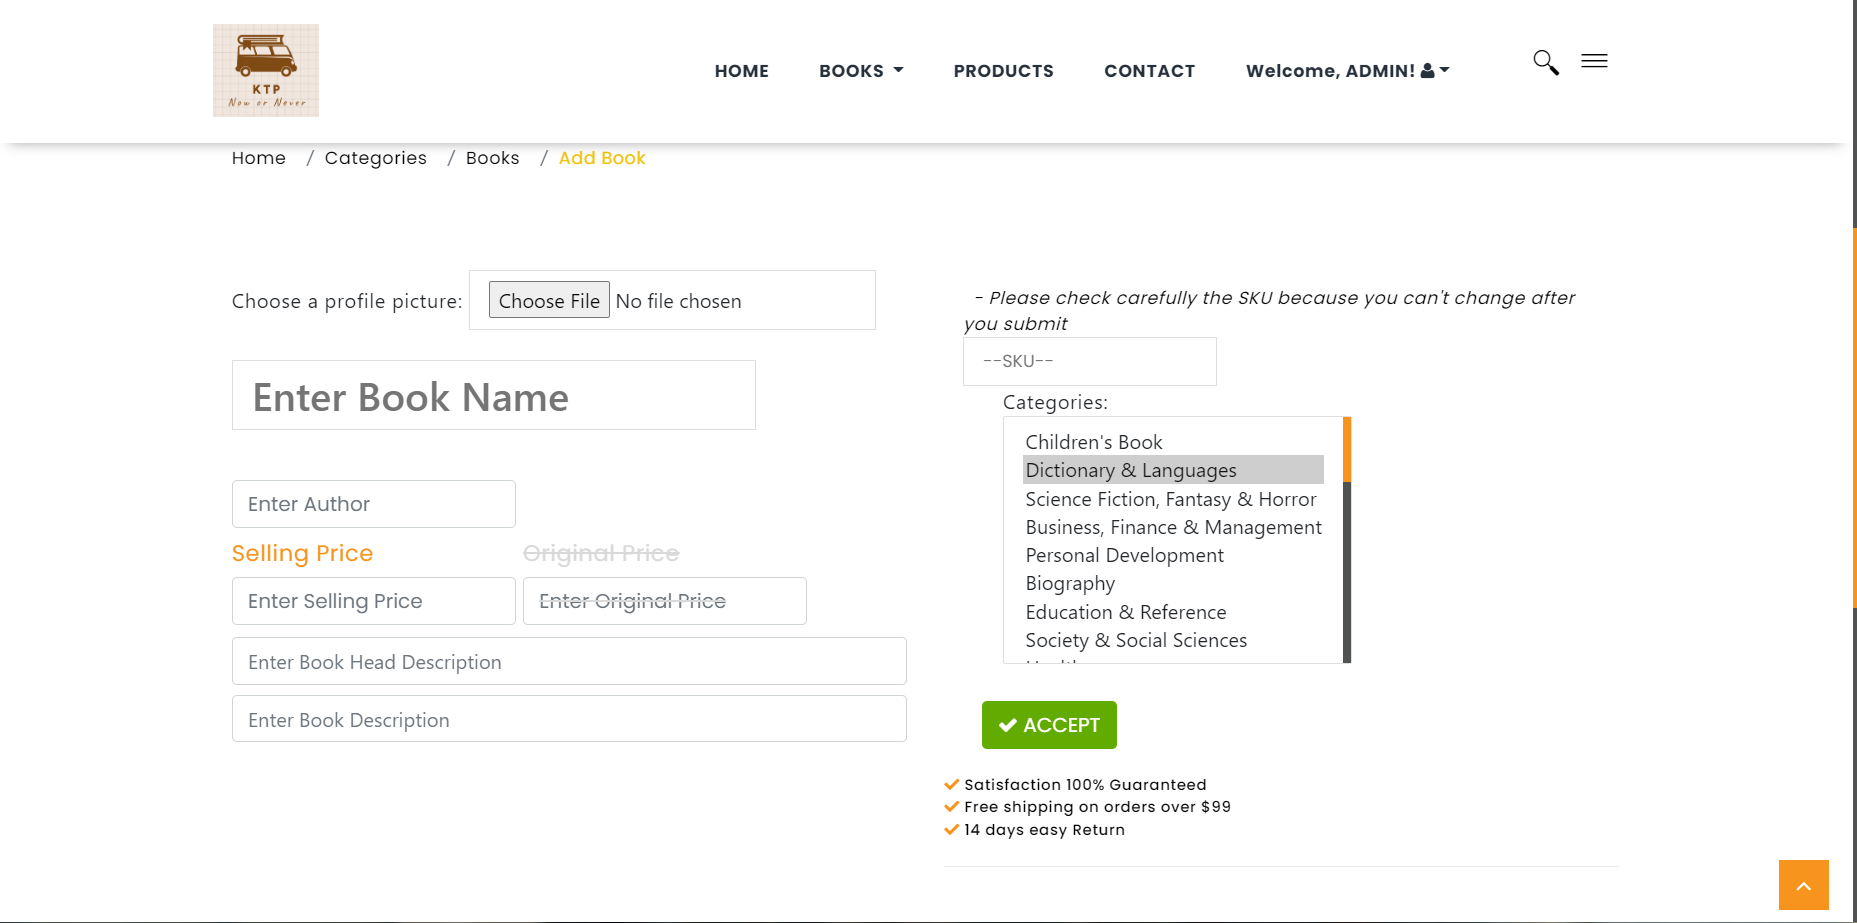 KTP
Now or Never
HOME
BOOKS
PRODUCTS
CONTACT
Welcome, ADMIN!
Home / Categories / Books / Add Book
Choose a profile picture:
Choose File No file chosen
Enter Book Name
Enter Author
Selling Price
Original Price
Enter Selling Price
Enter Original Price
Enter Book Head Description
Enter Book Description
- Please check carefully the SKU because you can't change after
you submit
--SKU--
Categories:
Children's Book
Dictionary & Languages
Science Fiction, Fantasy & Horror
Business, Finance & Management
Personal Development
Biography
Education & Reference
Society & Social Sciences
ACCEPT
Satisfaction 100% Guaranteed
Free shipping on orders over $99
14 days easy Return